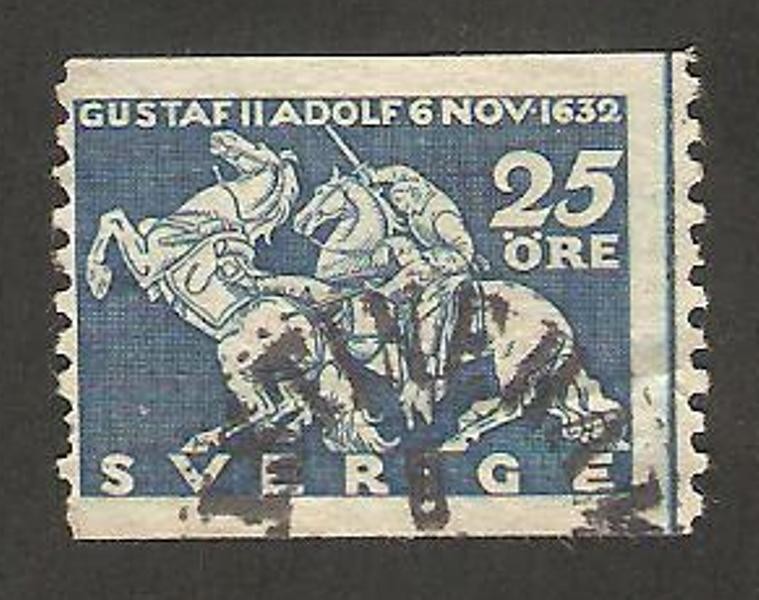 GUSTAF II ADOLF 6 NOV·1632
25
ÖRE
SVERIGE